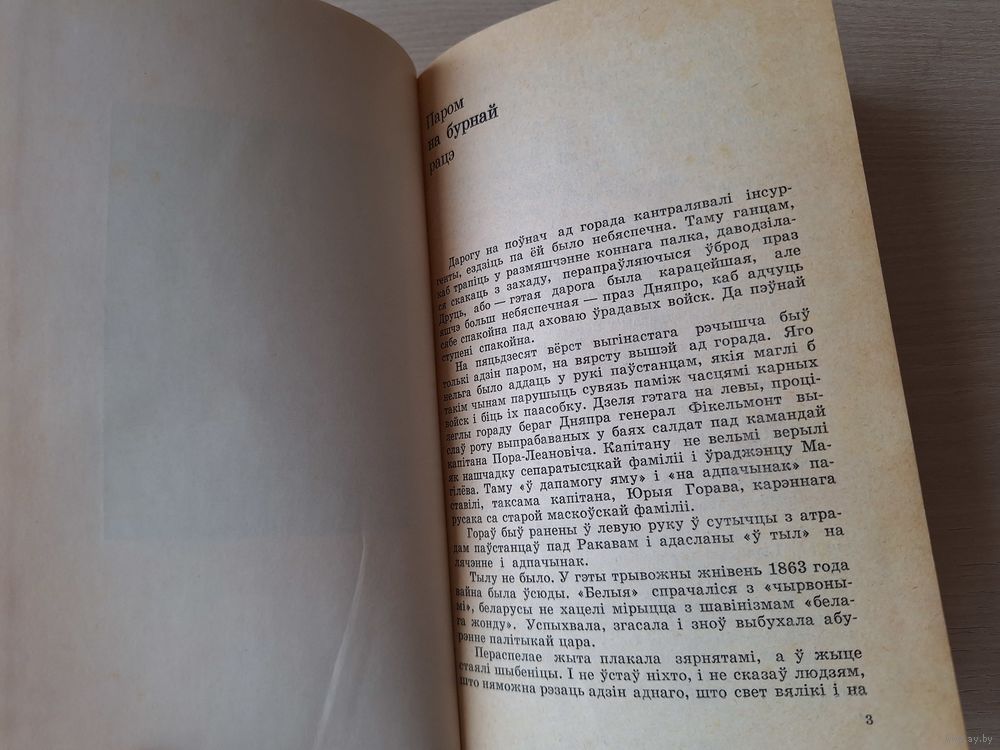 Паром
на бурнай
рацэ
Дарогу на поўнач ад горада кантралявалі інсур-
генты, ездзіць па ёй было небяспечна. Таму ганцам,
каб трапіць у размяшчэнне коннага палка, даводзіла-
ся скакаць з захаду, перапраўляючыся ўброд праз
Друць, або — гэтая дарога была карацейшая, але
яшчэ больш небяспечная — праз Дняпро, каб адчуць
сябе спакойна пад аховаю ўрадавых войск. Да пэўнай
ступені спакойна.
На пяцьдзесят вёрст выгінастага рэчышча быў
толькі адзін паром, на вярсту вышэй ад горада. Яго
нельга было аддаць у рукі паўстанцам, якія маглі б
такім чынам парушыць сувязь паміж часцямі карных
войск і біць іх паасобку. Дзеля гэтага на левы, проці-
леглы гораду бераг Дняпра генерал Фікельмонт вы-
слаў роту выпрабаваных у баях салдат пад камандай
капітана Пора-Леановіча. Капітану не вельмі верылі
як нашчадку сепаратысцкай фаміліі і ўраджэнцу Ма-
гілёва. Таму «ў дапамогу яму» і «на адпачынак» па-
ставілі, таксама капітана, Юрыя Горава, карэннага
русака са старой маскоўскай фаміліі.
Гораў быў ранены ў левую руку ў сутычцы з атра-
дам паўстанцаў пад Ракавам і адасланы «ў тыл» на
лячэнне і адпачынак.
Тылу не было. У гэты трывожны жнівень 1863 года
вайна была ўсюды. «Белыя» спрачаліся з «чырвоны-
мі», беларусы не хацелі мірыцца з шавінізмам «бела-
га жонду». Успыхвала, згасала і зноў выбухала абу-
рэнне палітыкай цара.
Пераспелае жыта плакала зярнятамі, а ў жыце
стаялі шыбеніцы. І не ўстаў ніхто, і не сказаў людзям,
што няможна рэзаць адзін аднаго, што свет вялікі і на
3
ay.by